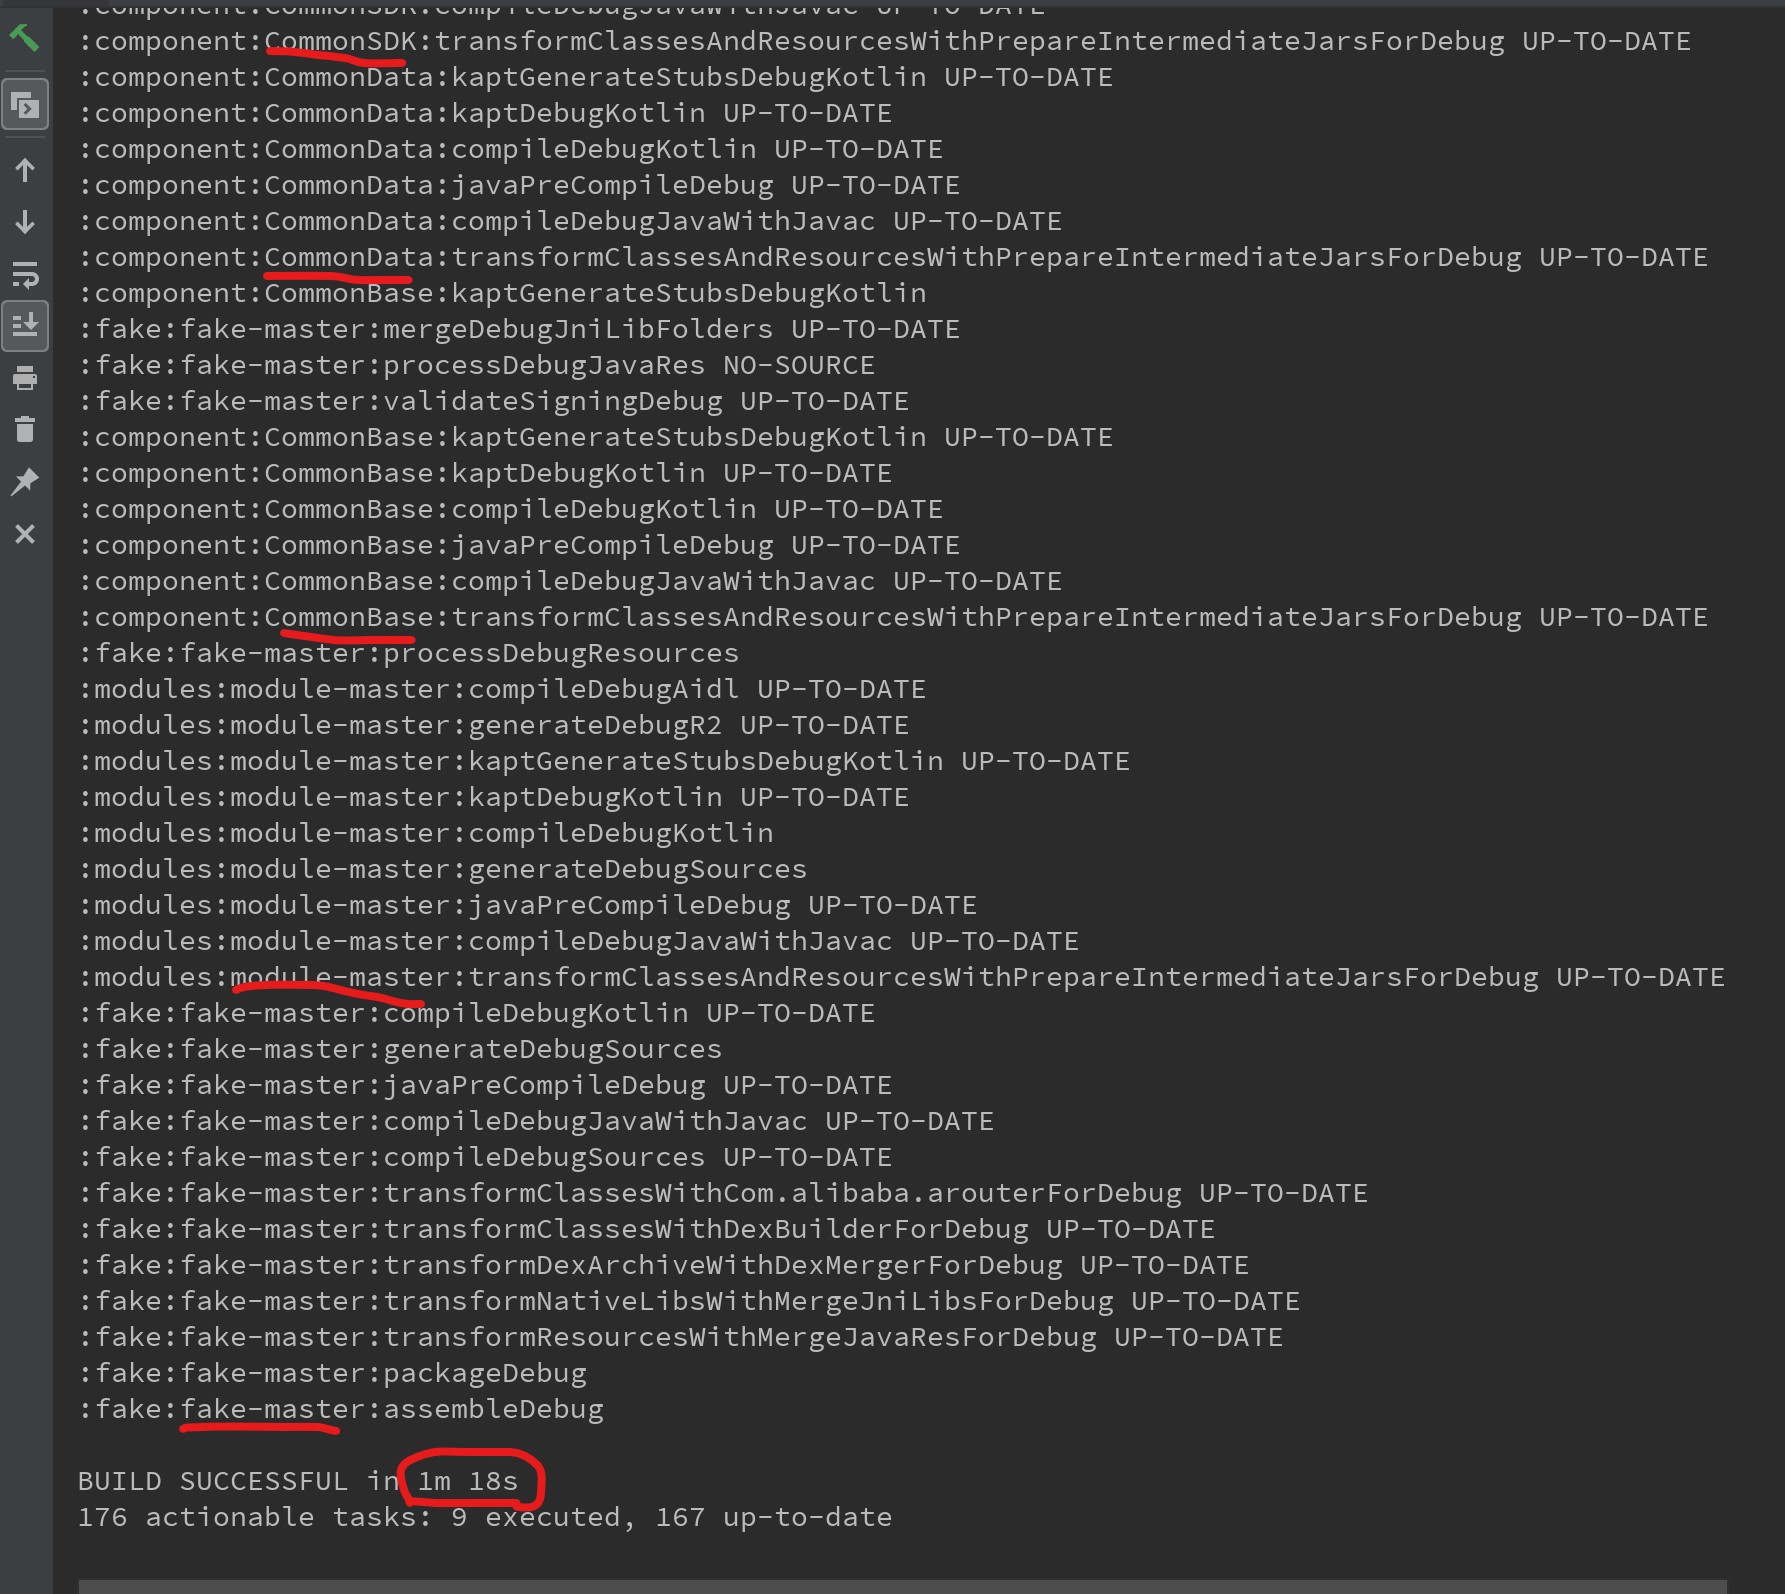 :component:CommonSDK:compileDebugJavaWithJavac UP-TO-DATE
:component:CommonSDK:transformClassesAndResourcesWithPrepareIntermediateJarsForDebug UP-TO-DATE
:component:CommonData:kaptGenerateStubsDebugKotlin UP-TO-DATE
:component:CommonData:kaptDebugKotlin UP-TO-DATE
:component:CommonData:compileDebugKotlin UP-TO-DATE
:component:CommonData:javaPreCompileDebug UP-TO-DATE
:component:CommonData:compileDebugJavaWithJavac UP-TO-DATE
:component:CommonData:transformClassesAndResourcesWithPrepareIntermediateJarsForDebug UP-TO-DATE
:component:CommonBase:kaptGenerateStubsDebugKotlin
:fake:fake-master:mergeDebugJniLibFolders UP-TO-DATE
:fake:fake-master:processDebugJavaRes NO-SOURCE
:fake:fake-master:validateSigningDebug UP-TO-DATE
:component:CommonBase:kaptGenerateStubsDebugKotlin UP-TO-DATE
:component:CommonBase:kaptDebugKotlin UP-TO-DATE
:component:CommonBase:compileDebugKotlin UP-TO-DATE
:component:CommonBase:javaPreCompileDebug UP-TO-DATE
:component:CommonBase:compileDebugJavaWithJavac UP-TO-DATE
:component:CommonBase:transformClassesAndResourcesWithPrepareIntermediateJarsForDebug UP-TO-DATE
:fake:fake-master:processDebugResources
:modules:module-master:compileDebugAidl UP-TO-DATE
:modules:module-master:generateDebugR2 UP-TO-DATE
:modules:module-master:kaptGenerateStubsDebugKotlin UP-TO-DATE
:modules:module-master:kaptDebugKotlin UP-TO-DATE
:modules:module-master:compileDebugKotlin
:modules:module-master:generateDebugSources
:modules:module-master:javaPreCompileDebug UP-TO-DATE
:modules:module-master:compileDebugJavaWithJavac UP-TO-DATE
:modules:module-master:transformClassesAndResourcesWithPrepareIntermediateJarsForDebug UP-TO-DATE
:fake:fake-master:compileDebugKotlin UP-TO-DATE
:fake:fake-master:generateDebugSources
:fake:fake-master:javaPreCompileDebug UP-TO-DATE
:fake:fake-master:compileDebugJavaWithJavac UP-TO-DATE
:fake:fake-master:compileDebugSources UP-TO-DATE
:fake:fake-master:transformClassesWithCom.alibaba.arouterForDebug UP-TO-DATE
:fake:fake-master:transformClassesWithDexBuilderForDebug UP-TO-DATE
:fake:fake-master:transformDexArchiveWithDexMergerForDebug UP-TO-DATE
:fake:fake-master:transformNativeLibsWithMergeJniLibsForDebug UP-TO-DATE
:fake:fake-master:transformResourcesWithMergeJavaResForDebug UP-TO-DATE
:fake:fake-master:packageDebug
:fake:fake-master:assembleDebug
BUILD SUCCESSFUL in 1m 18s
176 actionable tasks: 9 executed, 167 up-to-date